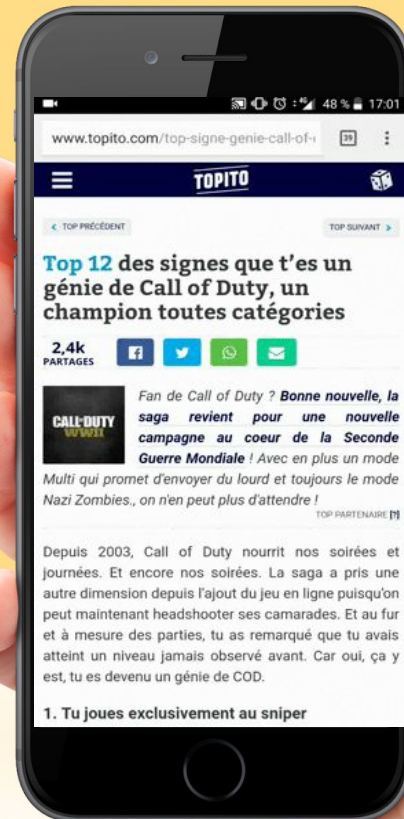 48 % 17:01
www.topito.com/top-signe-genie-call-of-
39
TOPITO
< TOP PRÉCÉDENT
TOP SUIVANT >
Top 12 des signes que t'es un
génie de Call of Duty, un
champion toutes catégories
2,4k
PARTAGES
CALL OF DUTY
WWII
Fan de Call of Duty ? Bonne nouvelle, la
saga revient pour une nouvelle
campagne au coeur de la Seconde
Guerre Mondiale ! Avec en plus un mode
Multi qui promet d'envoyer du lourd et toujours le mode
Nazi Zombies., on n'en peut plus d'attendre !
TOP PARTENAIRE [?]
Depuis 2003, Call of Duty nourrit nos soirées et
journées. Et encore nos soirées. La saga a pris une
autre dimension depuis l'ajout du jeu en ligne puisqu'on
peut maintenant headshooter ses camarades. Et au fur
et à mesure des parties, tu as remarqué que tu avais
atteint un niveau jamais observé avant. Car oui, ça y
est, tu es devenu un génie de COD.
1. Tu joues exclusivement au sniper